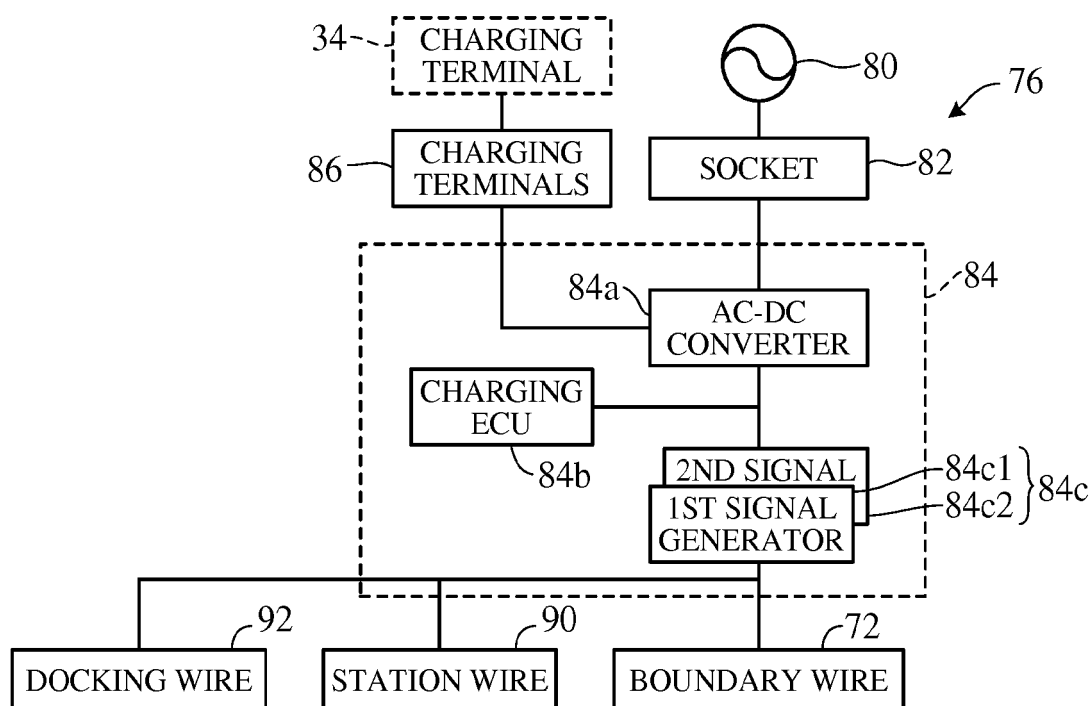 34
CHARGING
TERMINAL
80
76
86
CHARGING
TERMINALS
SOCKET
82
84
84a
AC-DC
CONVERTER
CHARGING
ECU
84b
2ND SIGNAL
84c1
84c
1ST SIGNAL
GENERATOR
84c2
92
90
72
DOCKING WIRE
STATION WIRE
BOUNDARY WIRE